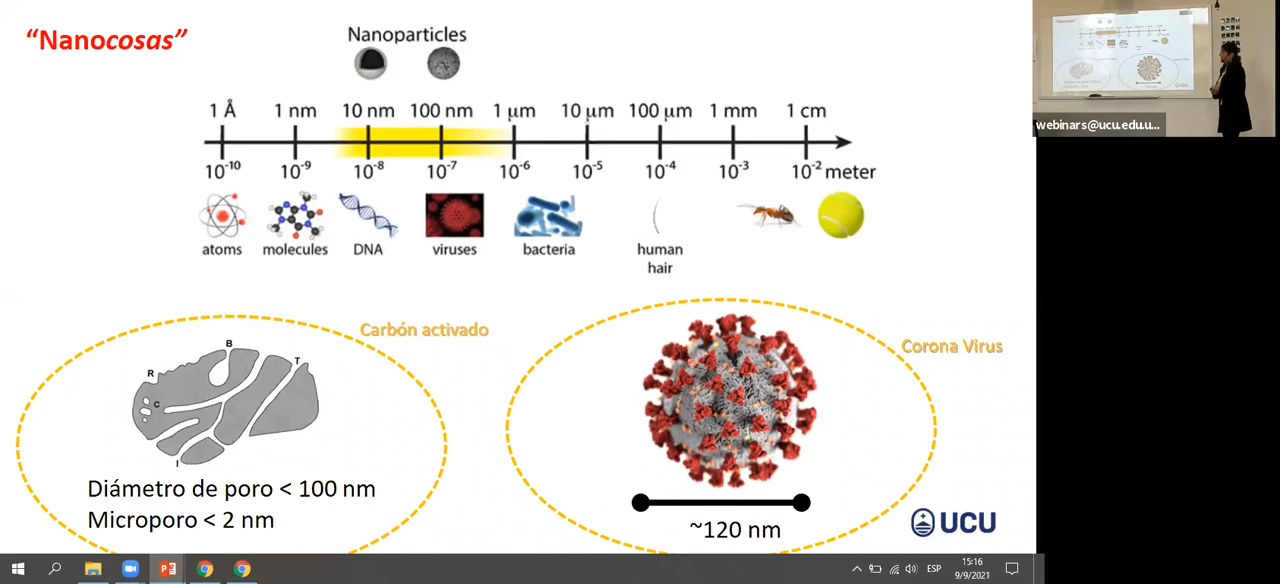 “Nanocosas”
Nanoparticles
1 Å 1 nm 10 nm 100 nm 1 µm 10 µm 100 µm 1 mm 1 cm
10⁻¹⁰ 10⁻⁹ 10⁻⁸ 10⁻⁷ 10⁻⁶ 10⁻⁵ 10⁻⁴ 10⁻³ 10⁻² meter
atoms molecules DNA viruses bacteria human
hair
Carbón activado
B
R
T
C
I
Diámetro de poro < 100 nm
Microporo < 2 nm
Corona Virus
~120 nm
UCU
webinars@ucu.edu.u...
ESP
15:16
9/9/2021